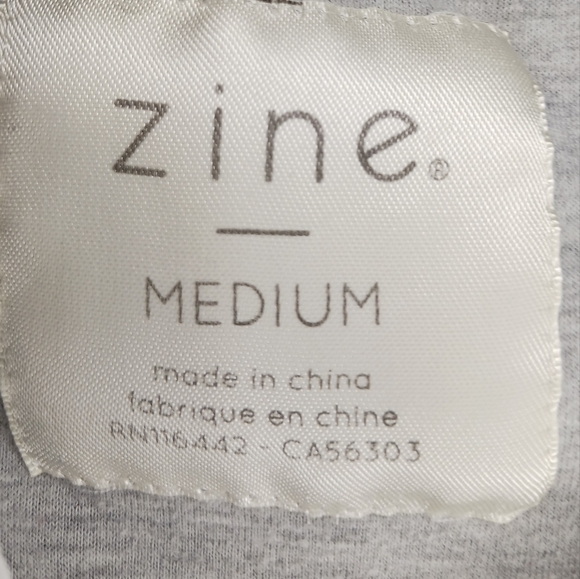 zine®
MEDIUM
made in china
fabrique en chine
RN116442 - CA56303